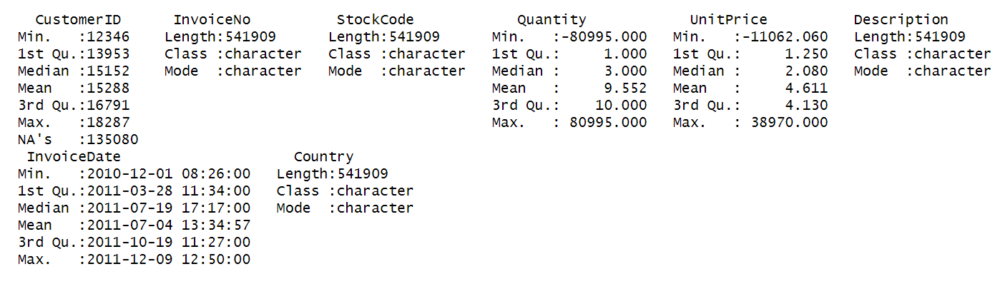 CustomerID      InvoiceNo          StockCode            Quantity            UnitPrice          Description
Min.   :12346    Length:541909      Length:541909      Min.   :-80995.000   Min.   :-11062.060   Length:541909
1st Qu.:13953    Class :character   Class :character   1st Qu.:     1.000   1st Qu.:     1.250   Class :character
Median :15152    Mode  :character   Mode  :character   Median :     3.000   Median :     2.080   Mode  :character
Mean   :15288                                          Mean   :     9.552   Mean   :     4.611
3rd Qu.:16791                                          3rd Qu.:    10.000   3rd Qu.:     4.130
Max.   :18287                                          Max.   : 80995.000   Max.   : 38970.000
NA's   :135080
 InvoiceDate                    Country
Min.   :2010-12-01 08:26:00   Length:541909
1st Qu.:2011-03-28 11:34:00   Class :character
Median :2011-07-19 17:17:00   Mode  :character
Mean   :2011-07-04 13:34:57
3rd Qu.:2011-10-19 11:27:00
Max.   :2011-12-09 12:50:00